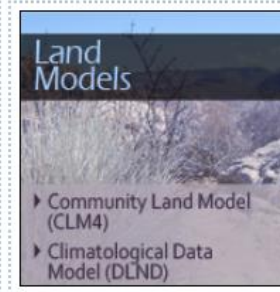 Land
Models
Community Land Model
(CLM4)
Climatological Data
Model (DLND)